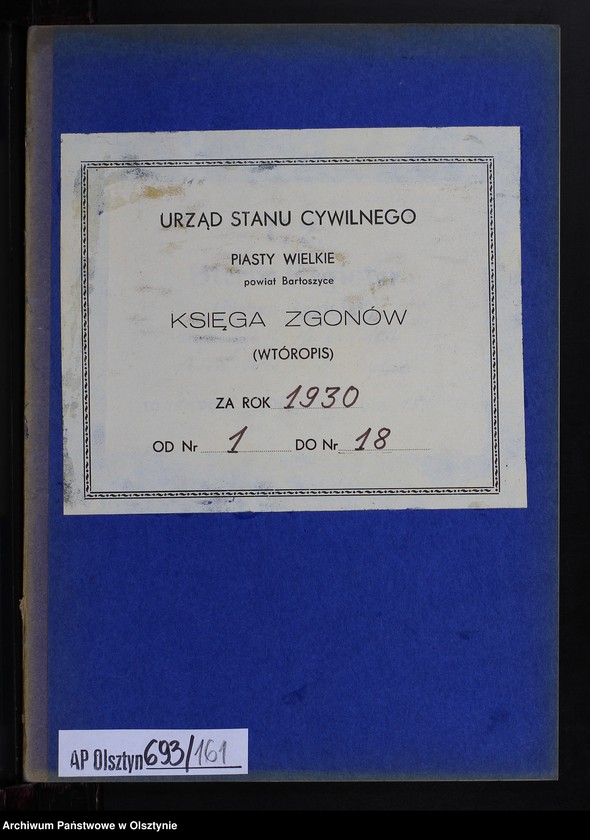 URZĄD STANU CYWILNEGO
PIASTY WIELKIE
powiat Bartoszyce
KSIĘGA ZGONÓW
(WTÓROPIS)
ZA ROK 1930
OD Nr 1 DO Nr 18
AP Olsztyn 693/161
Archiwum Państwowe w Olsztynie